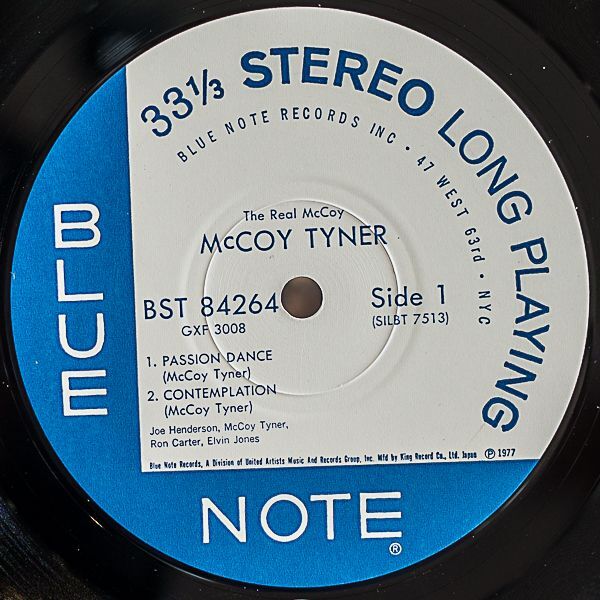 33⅓ STEREO LONG PLAYING
BLUE NOTE RECORDS INC • 47 WEST 63rd • NYC
The Real McCoy
McCOY TYNER
BST 84264
Side 1
GXF 3008
(SILBT 7513)
1. PASSION DANCE
(McCoy Tyner)
2. CONTEMPLATION
(McCoy Tyner)
Joe Henderson, McCoy Tyner,
Ron Carter, Elvin Jones
Blue Note Records, A Division of United Artists Music And Records Group, Inc. Mfd by King Record Co., Ltd. Japan ℗ 1977
BLUE
NOTE®